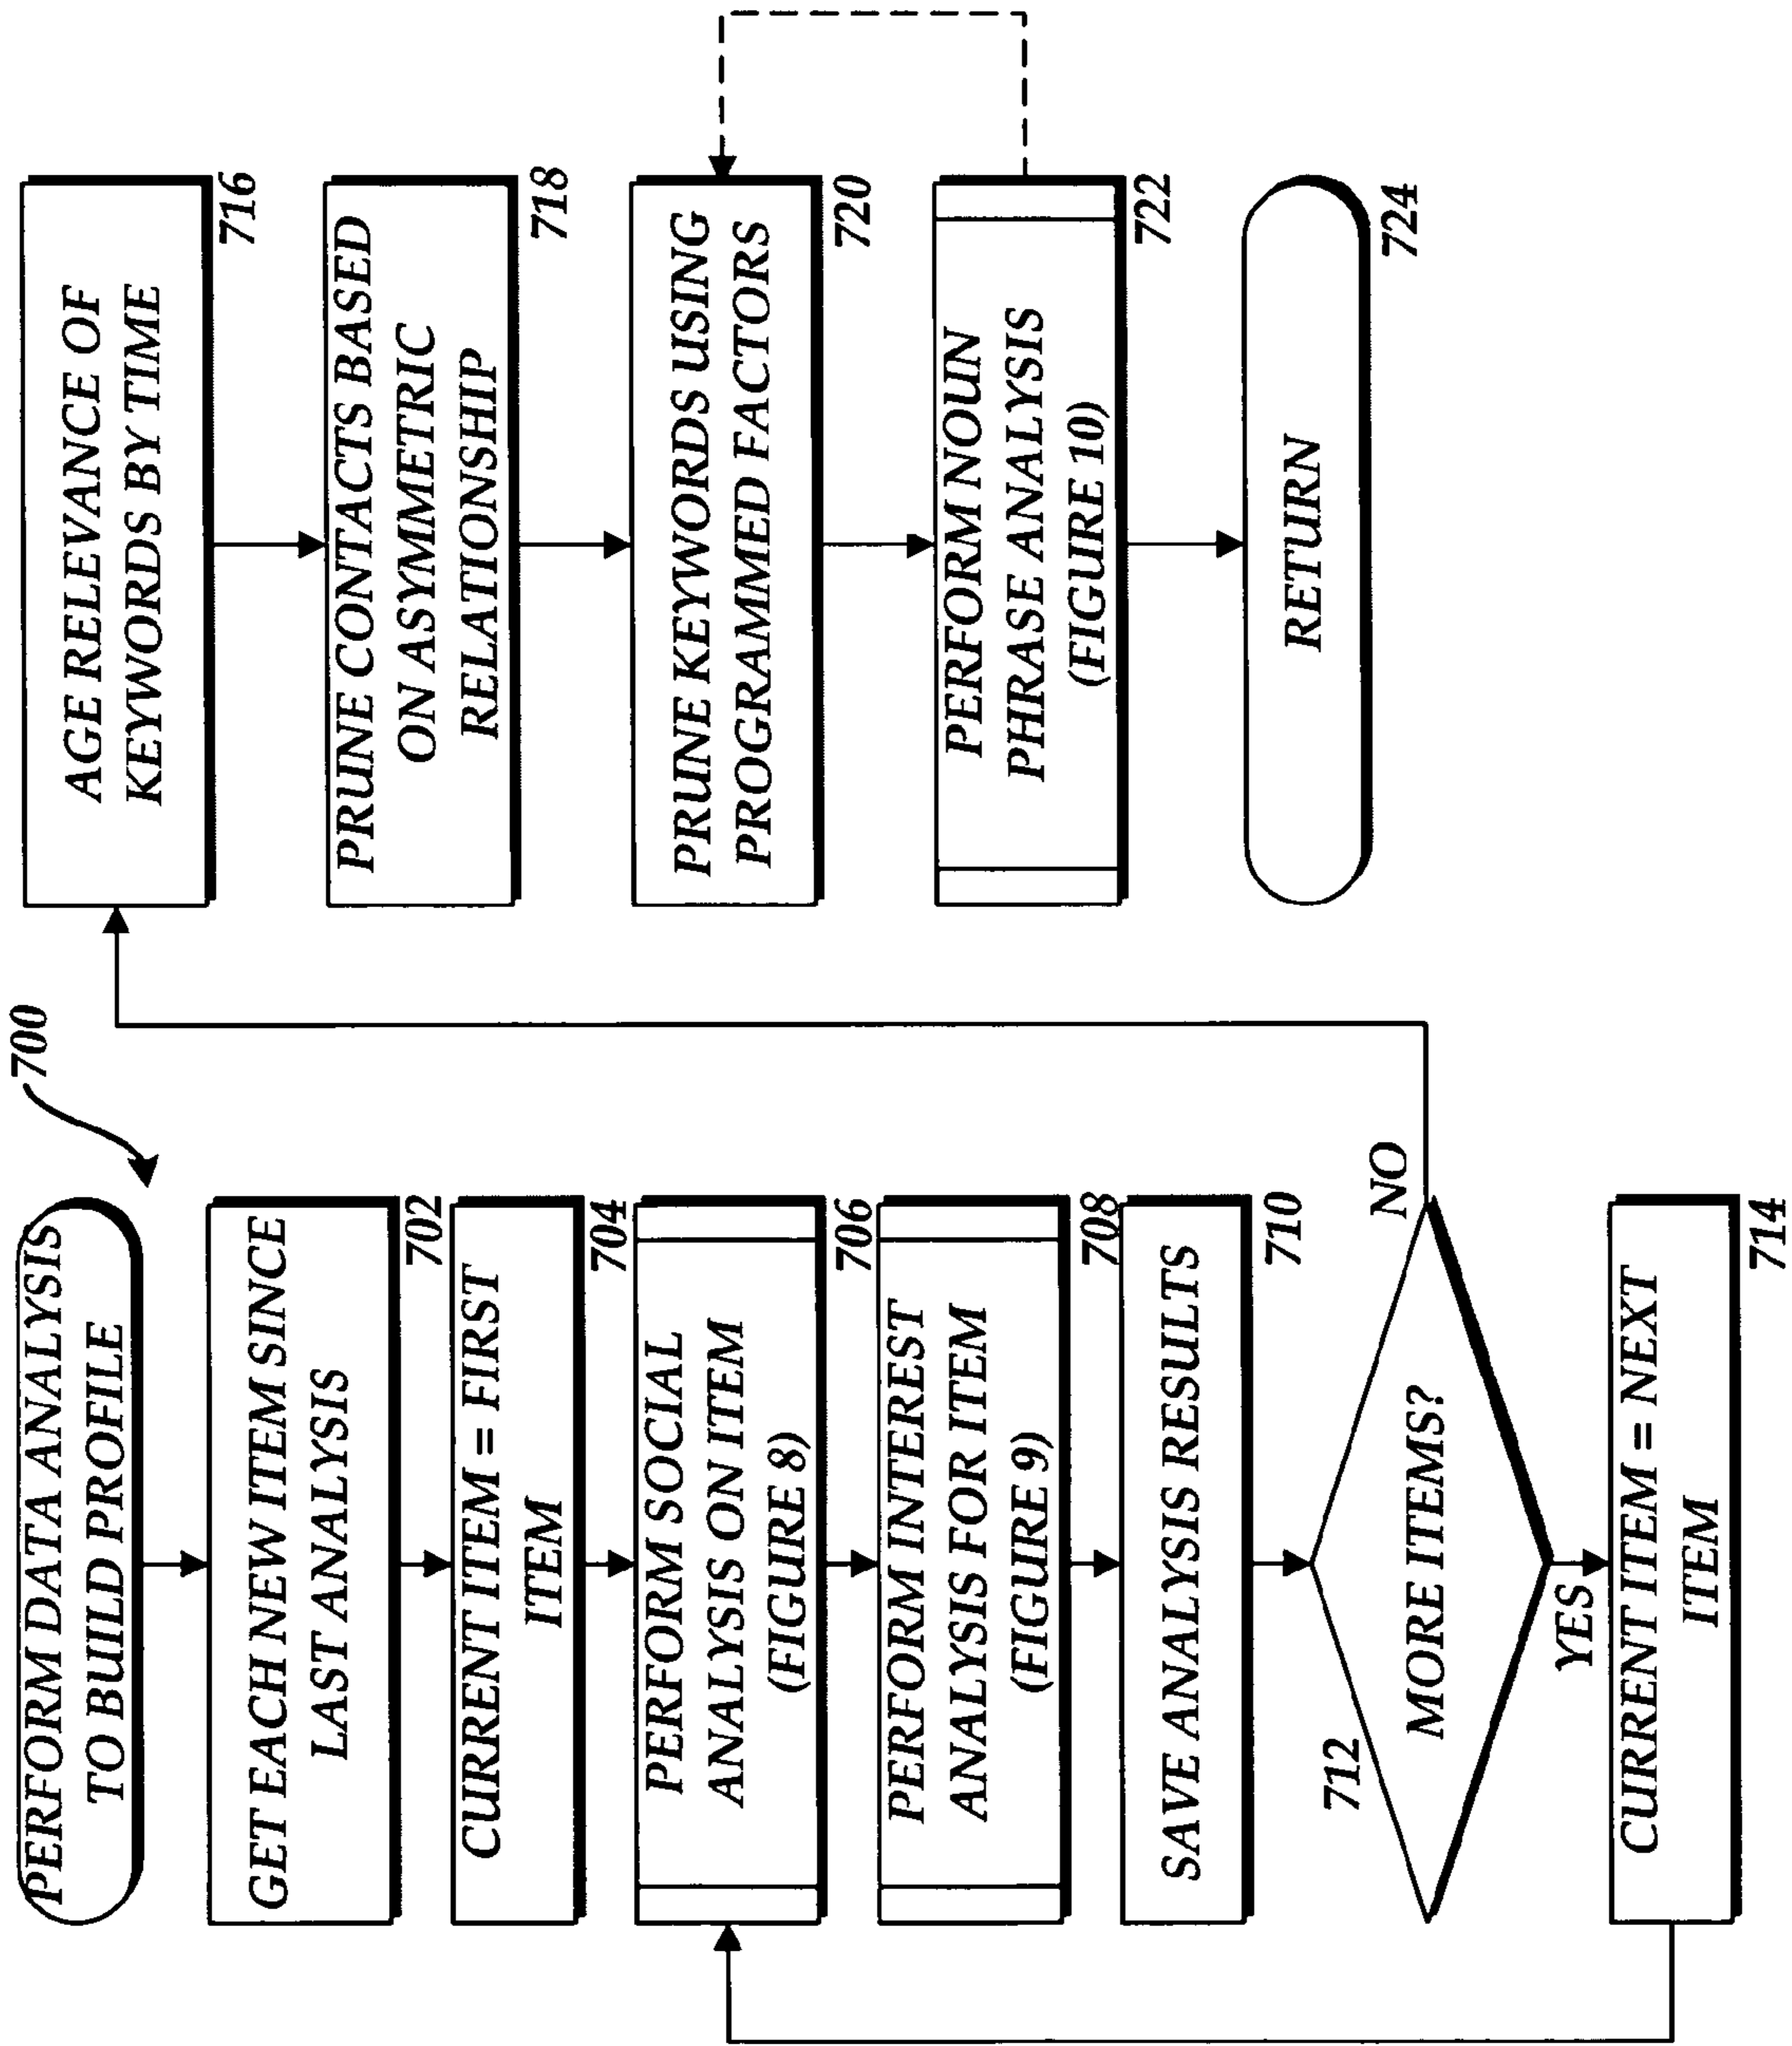 700
PERFORM DATA ANALYSIS
TO BUILD PROFILE
GET EACH NEW ITEM SINCE
LAST ANALYSIS
702
CURRENT ITEM = FIRST
ITEM
704
PERFORM SOCIAL
ANALYSIS ON ITEM
(FIGURE 8)
706
PERFORM INTEREST
ANALYSIS FOR ITEM
(FIGURE 9)
708
SAVE ANALYSIS RESULTS
710
712
MORE ITEMS?
NO
YES
CURRENT ITEM = NEXT
ITEM
714
AGE RELEVANCE OF
KEYWORDS BY TIME
716
PRUNE CONTACTS BASED
ON ASYMMETRIC
RELATIONSHIP
718
PRUNE KEYWORDS USING
PROGRAMMED FACTORS
720
PERFORM NOUN
PHRASE ANALYSIS
(FIGURE 10)
722
RETURN
724